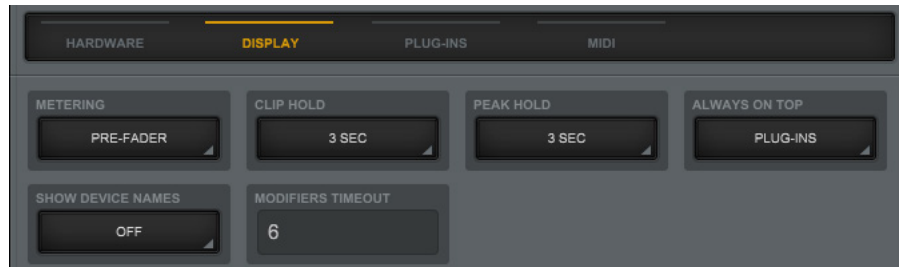 HARDWARE DISPLAY PLUG-INS MIDI
METERING CLIP HOLD PEAK HOLD ALWAYS ON TOP
PRE-FADER 3 SEC 3 SEC PLUG-INS
SHOW DEVICE NAMES MODIFIERS TIMEOUT
OFF 6